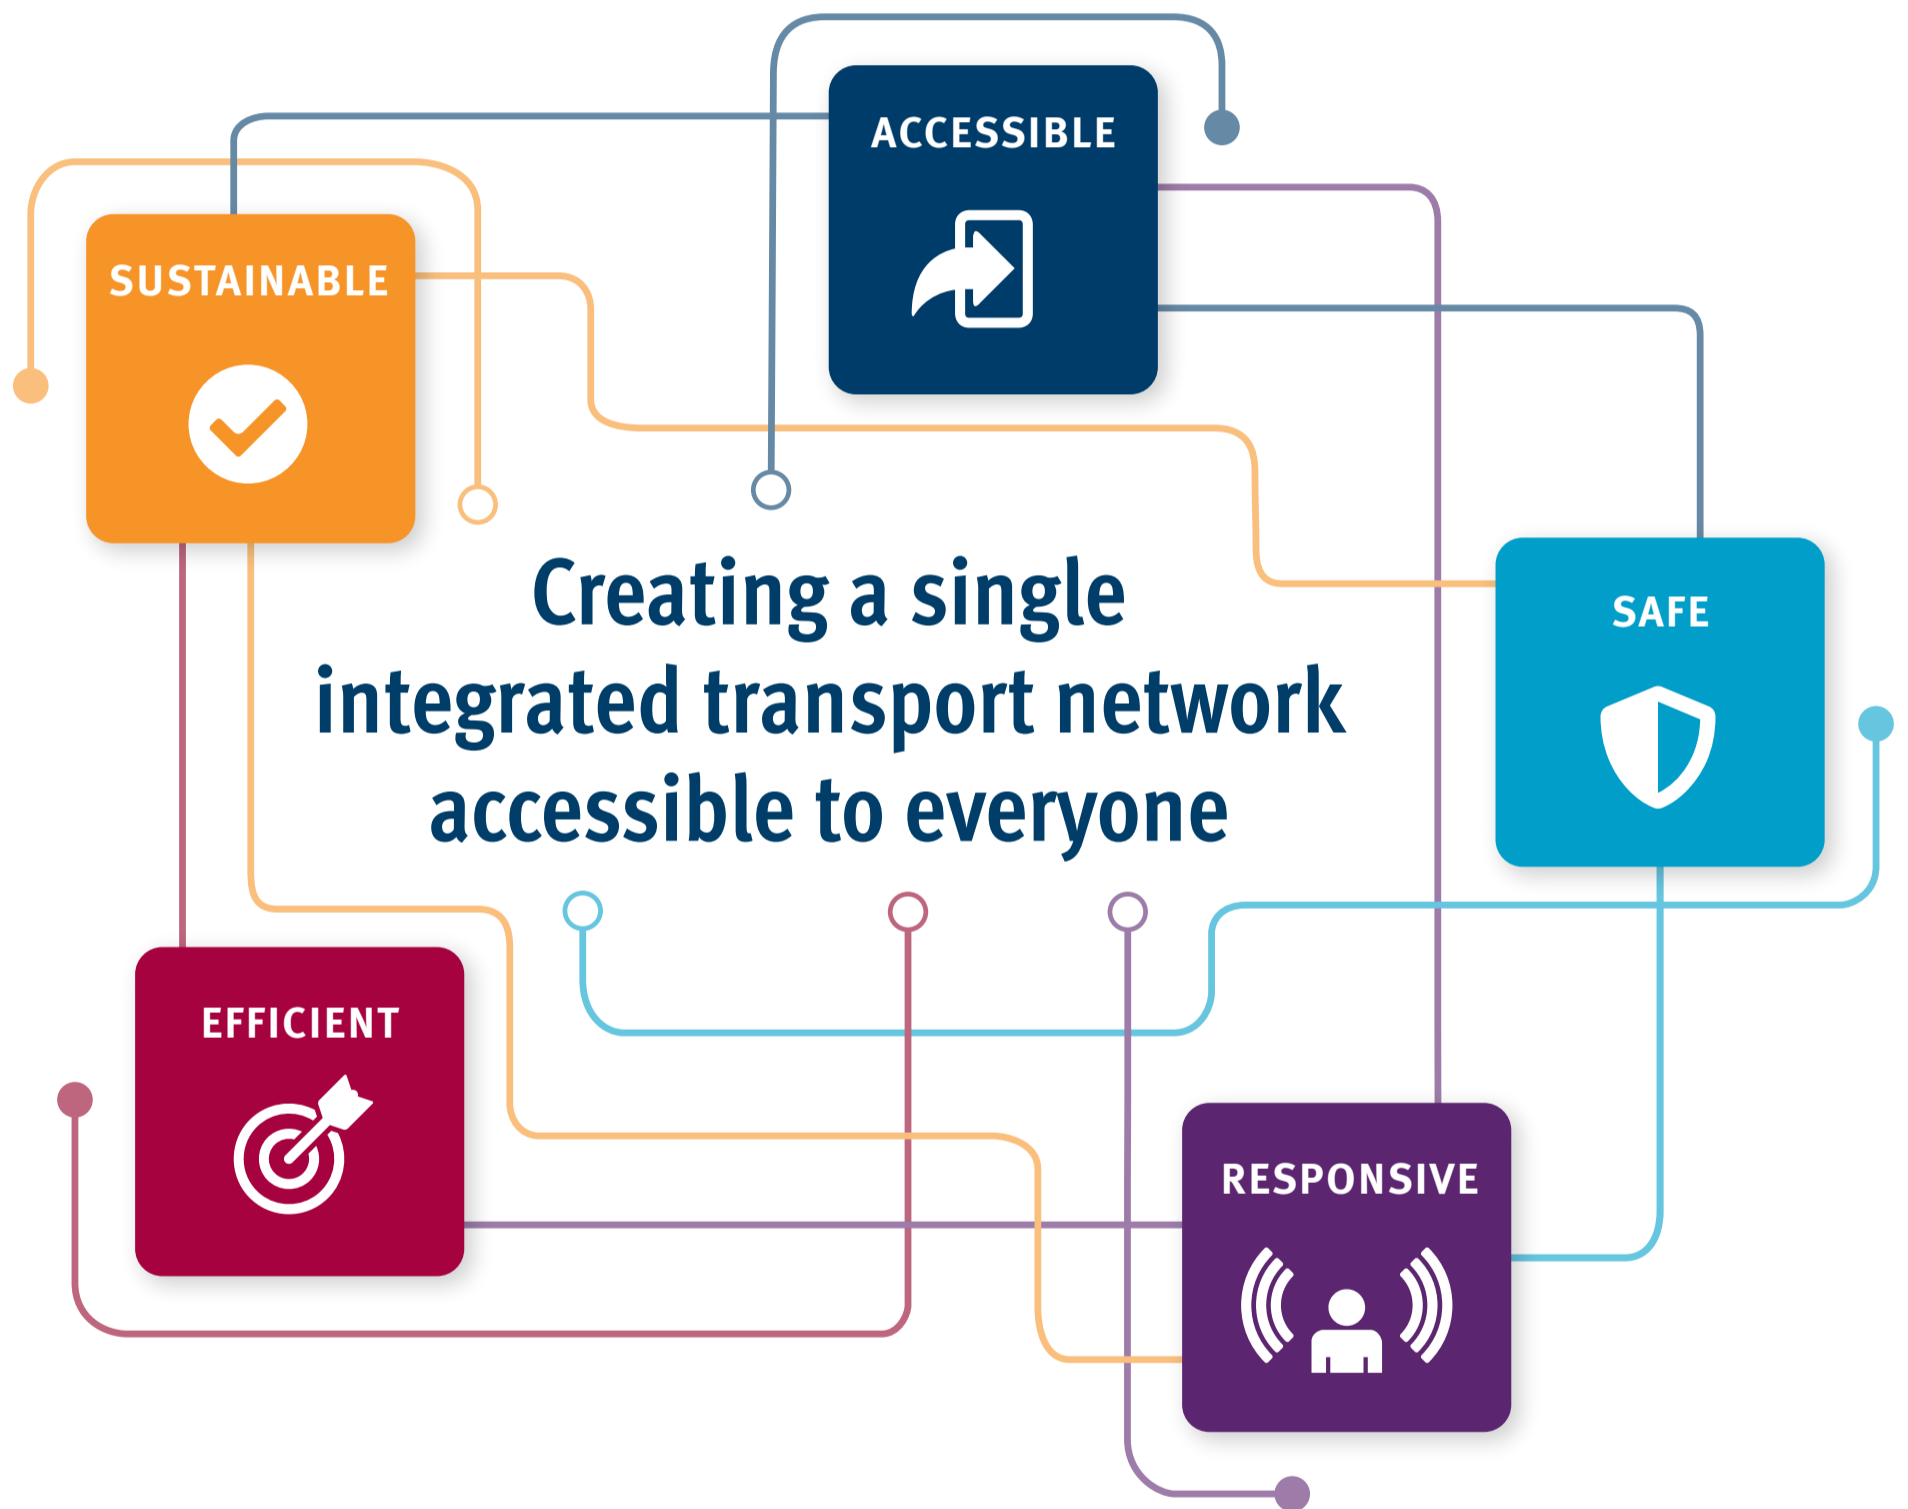 ACCESSIBLE
SUSTAINABLE
Creating a single
integrated transport network
accessible to everyone
SAFE
EFFICIENT
RESPONSIVE